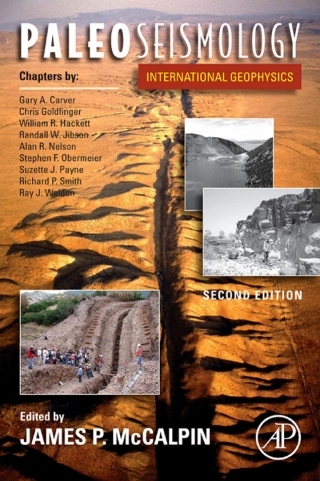 PALEOSEISMOLOGY
INTERNATIONAL GEOPHYSICS
Chapters by:
Gary A. Carver
Chris Goldfinger
William R. Hackett
Randall W. Jibson
Alan R. Nelson
Stephen F. Obermeier
Suzette J. Payne
Richard P. Smith
Ray J. Weldon
SECOND EDITION
Edited by
JAMES P. McCALPIN
AP